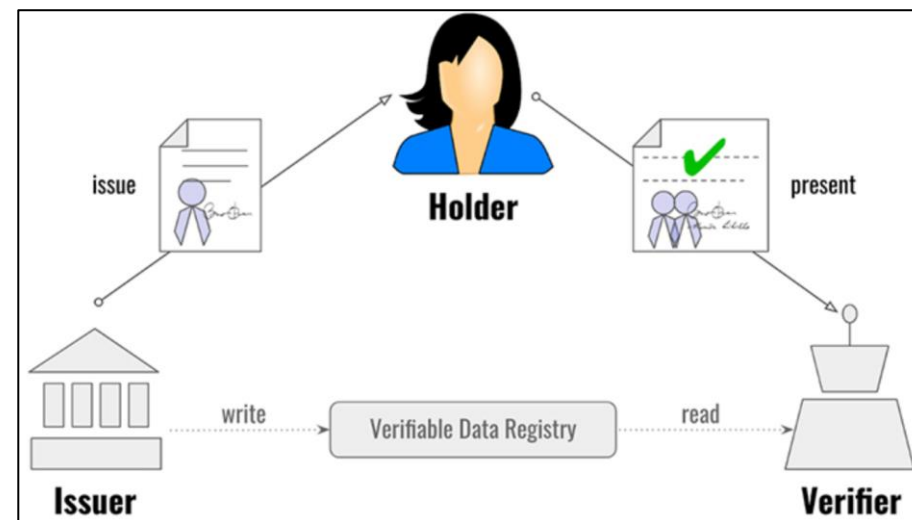 issue
Holder
present
write
Verifiable Data Registry
read
Issuer
Verifier